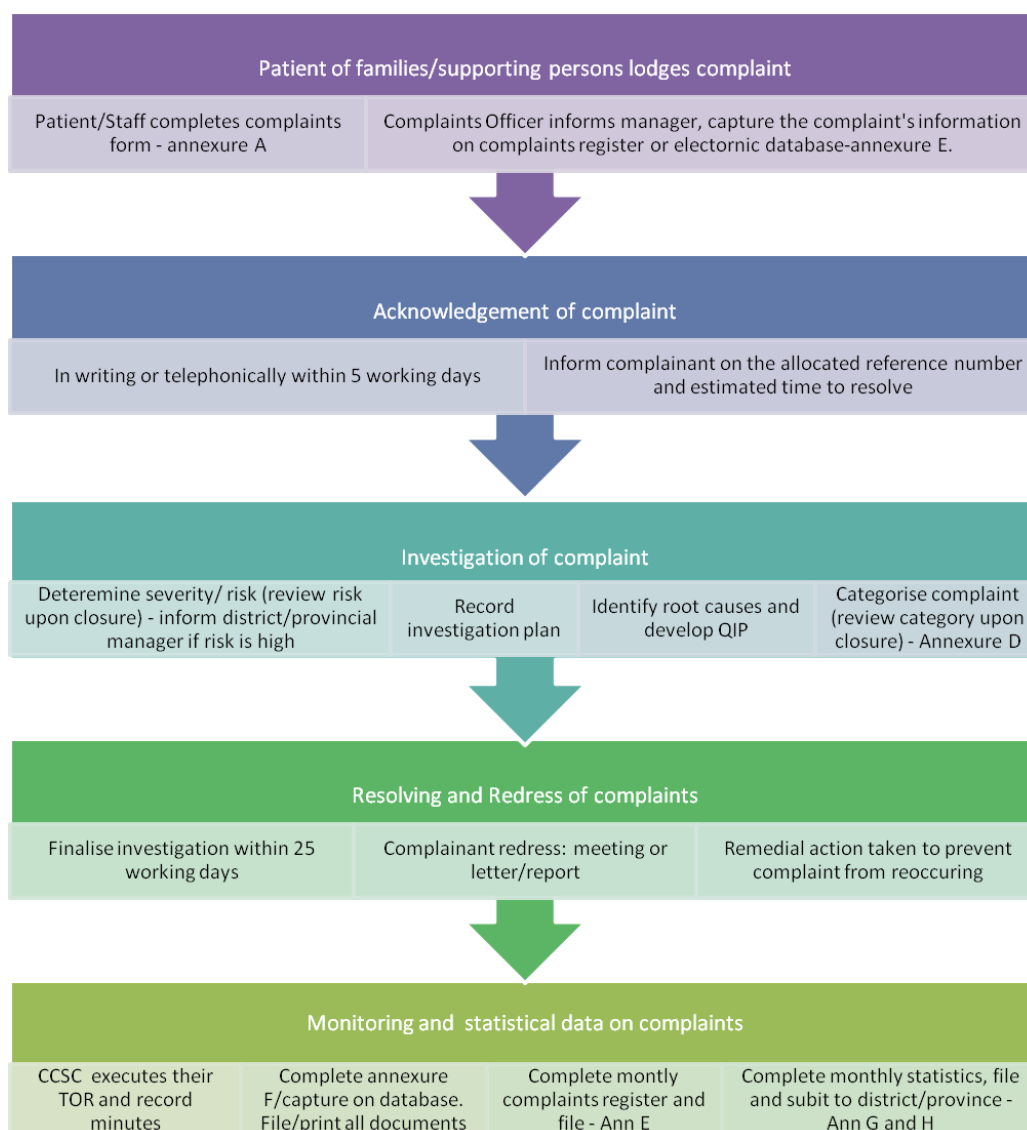 Patient of families/supporting persons lodges complaint
Patient/Staff completes complaints
form - annexure A
Complaints Officer informs manager, capture the complaint's information
on complaints register or electornic database-annexure E.
Acknowledgement of complaint
In writing or telephonically within 5 working days
Inform complainant on the allocated reference number
and estimated time to resolve
Investigation of complaint
Deteremine severity/ risk (review risk
upon closure) - inform district/provincial
manager if risk is high
Record
investigation plan
Identify root causes and
develop QIP
Categorise complaint
(review category upon
closure) - Annexure D
Resolving and Redress of complaints
Finalise investigation within 25
working days
Complainant redress: meeting or
letter/report
Remedial action taken to prevent
complaint from reoccuring
Monitoring and statistical data on complaints
CCSC executes their
TOR and record
minutes
Complete annexure
F/capture on database.
File/print all documents
Complete montly
complaints register and
file - Ann E
Complete monthly statistics, file
and subit to district/province -
Ann G and H